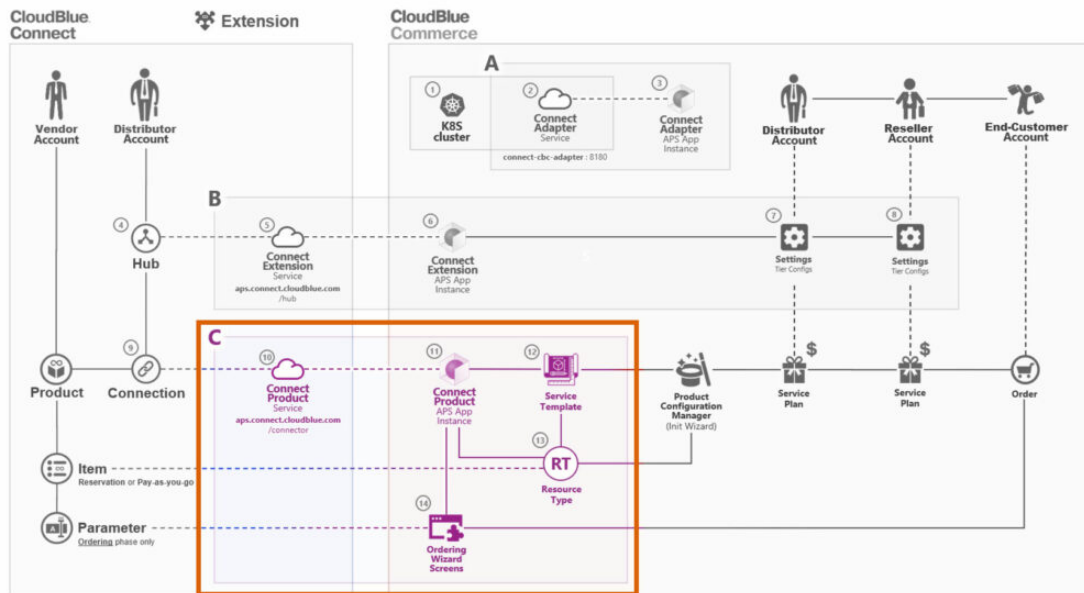 CloudBlue
Connect
Extension
CloudBlue
Commerce
A
1
K8S
cluster
2
Connect
Adapter
Service
connect-cbc-adapter : 8180
3
Connect
Adapter
APS App
Instance
Vendor
Account
Distributor
Account
Distributor
Account
Reseller
Account
End-Customer
Account
B
4
Hub
5
Connect
Extension
Service
aps.connect.cloudblue.com
/hub
6
Connect
Extension
APS App
Instance
7
Settings
Tier Configs
8
Settings
Tier Configs
C
Product
9
Connection
10
Connect
Product
Service
aps.connect.cloudblue.com
/connector
11
Connect
Product
APS App
Instance
12
Service
Template
Product
Configuration
Manager
(Init Wizard)
$
Service
Plan
$
Service
Plan
Order
Item
Reservation or Pay-as-you-go
13
RT
Resource
Type
Parameter
Ordering phase only
14
Ordering
Wizard
Screens